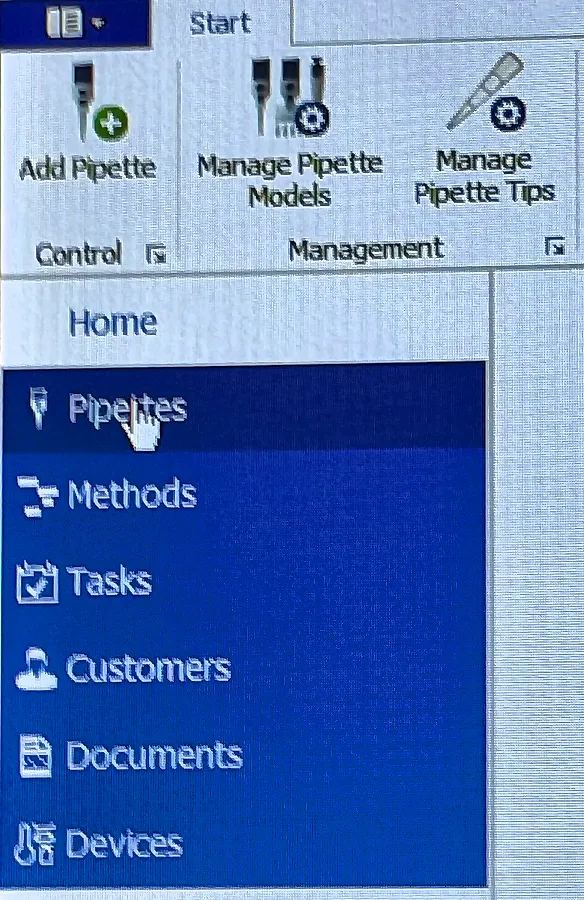 Start
Add Pipette
Manage Pipette
Models
Manage
Pipette Tips
Control
Management
Home
Pipettes
Methods
Tasks
Customers
Documents
Devices